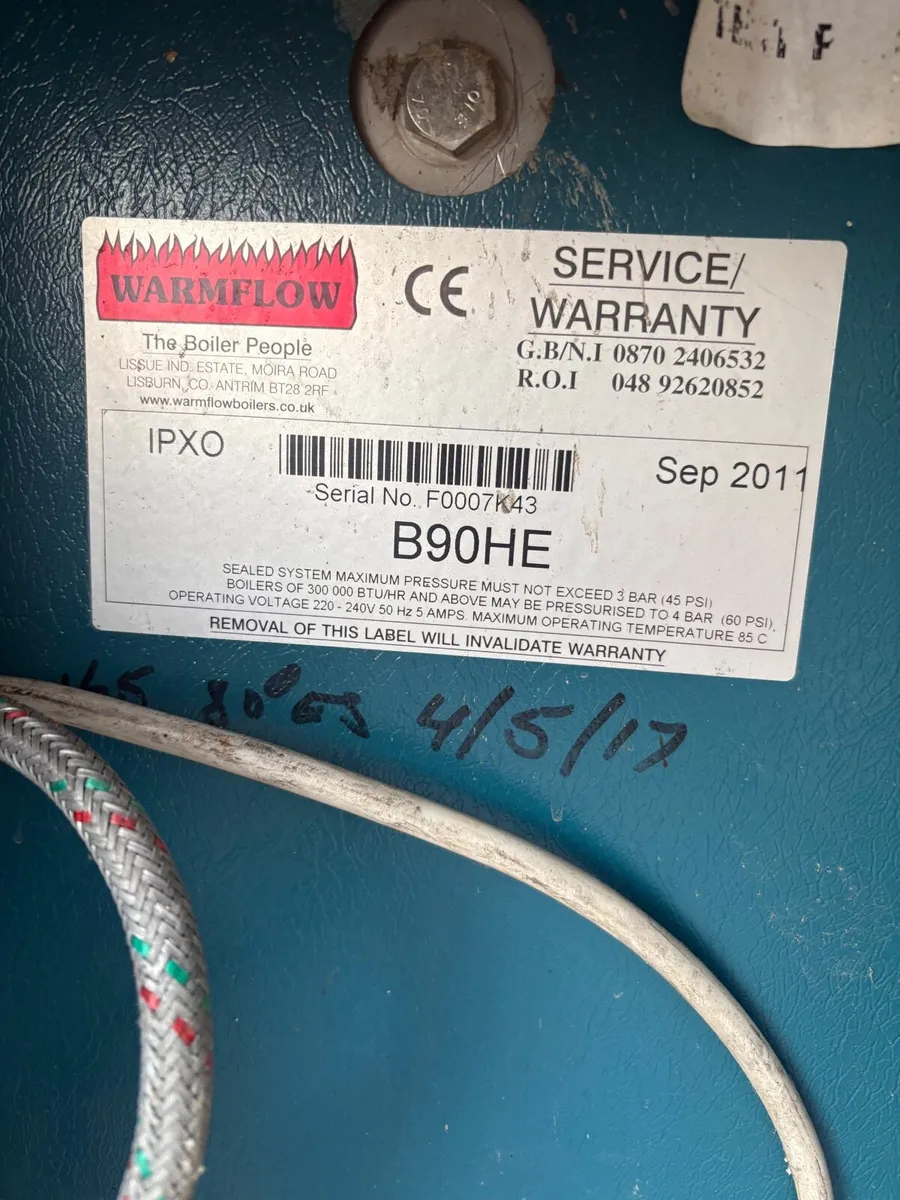 WARMFLOW
The Boiler People
LISSUE IND. ESTATE, MOIRA ROAD
LISBURN, CO. ANTRIM BT28 2RF
www.warmflowboilers.co.uk
CE
SERVICE/
WARRANTY
G.B/N.I 0870 2406532
R.O.I 048 92620852
IPXO
Sep 2011
Serial No. F0007K43
B90HE
SEALED SYSTEM MAXIMUM PRESSURE MUST NOT EXCEED 3 BAR (45 PSI)
BOILERS OF 300 000 BTU/HR AND ABOVE MAY BE PRESSURISED TO 4 BAR (60 PSI).
OPERATING VOLTAGE 220 - 240V 50 Hz 5 AMPS. MAXIMUM OPERATING TEMPERATURE 85 C
REMOVAL OF THIS LABEL WILL INVALIDATE WARRANTY
80° 4/5/17